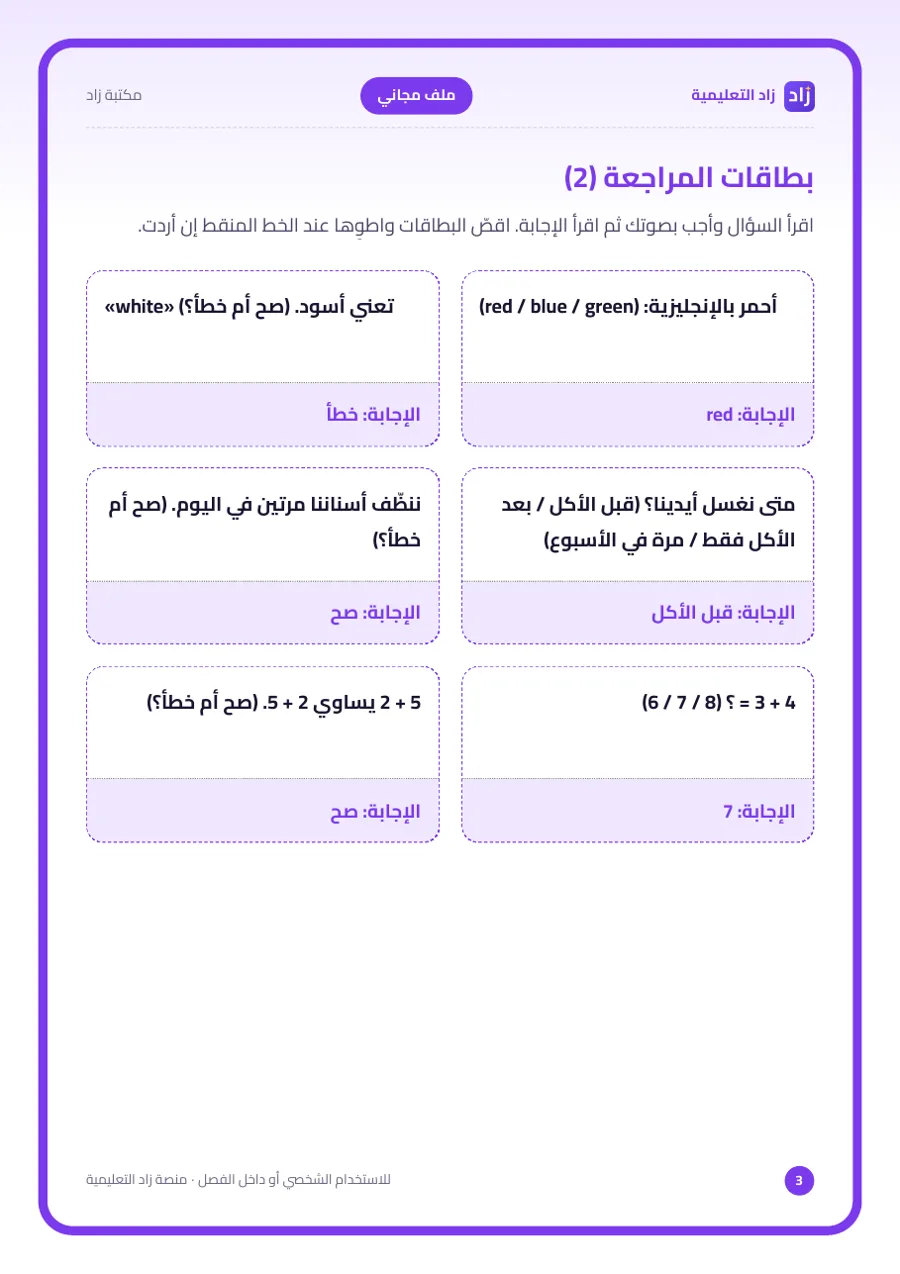 زاد زاد التعليمية
ملف مجاني
مكتبة زاد
بطاقات المراجعة (2)
اقرأ السؤال وأجب بصوتك ثم اقرأ الإجابة. اقصّ البطاقات واطوِها عند الخط المنقط إن أردت.
أحمر بالإنجليزية: (red / blue / green)
الإجابة: red
«white» تعني أسود. (صح أم خطأ؟)
الإجابة: خطأ
متى نغسل أيدينا؟ (قبل الأكل / بعد
الأكل فقط / مرة في الأسبوع)
الإجابة: قبل الأكل
ننظّف أسناننا مرتين في اليوم. (صح أم
خطأ؟)
الإجابة: صح
4 + 3 = ؟ (8 / 7 / 6)
الإجابة: 7
5 + 2 يساوي 2 + 5. (صح أم خطأ؟)
الإجابة: صح
3
للاستخدام الشخصي أو داخل الفصل · منصة زاد التعليمية